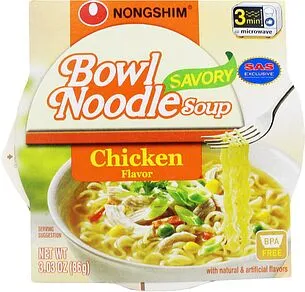 NONGSHIM
3 min
microwave
SAS
EXCLUSIVE
Bowl
Noodle Soup
SAVORY
Chicken
Flavor
SERVING
SUGGESTION
NET WT
3.03 OZ (86g)
BPA
FREE
with natural & artificial flavors